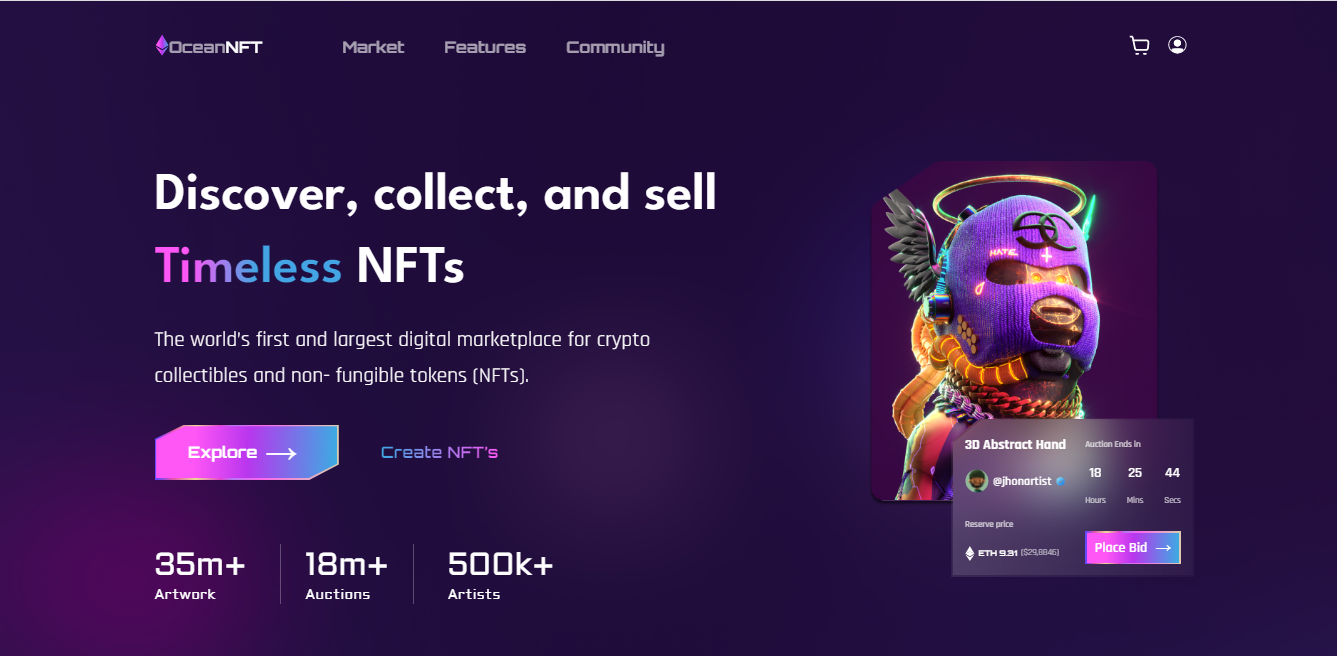 OceanNFT
Market
Features
Community
Discover, collect, and sell
Timeless NFTs
The world's first and largest digital marketplace for crypto
collectibles and non- fungible tokens (NFTs).
Explore
Create NFT's
35m+
Artwork
18m+
Auctions
500k+
Artists
HATE.
3D Abstract Hand
@jhonartist
Reserve price
ETH 9.31 ($29,8846)
Auction Ends in
18 25 44
Hours Mins Secs
Place Bid